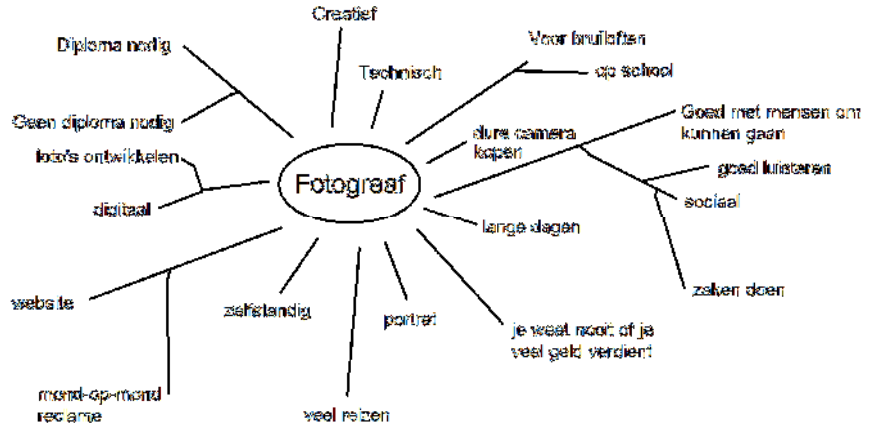 Creatief
Diploma nodig
Voor bruiloften
Technisch
op school
Geen diploma nodig
dure camera
kopen
Goed met mensen om
kunnen gaan
foto's ontwikkelen
Fotograaf
goed luisteren
digitaal
sociaal
lange dagen
website
zelfstandig
portret
zaken doen
je weet nooit of je
veel geld verdient
mond-op-mond
reclame
veel reizen